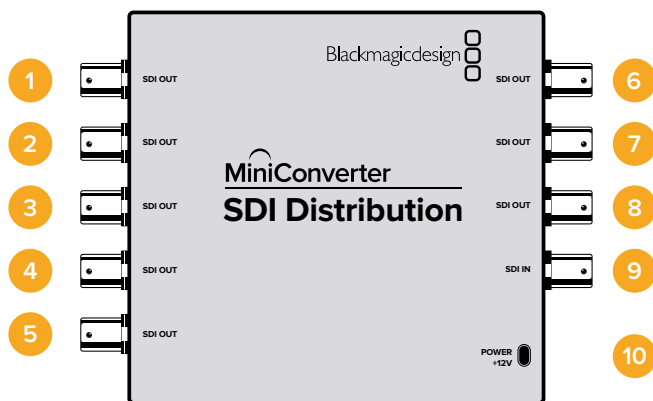 Blackmagicdesign
1 SDI OUT SDI OUT 6
2 SDI OUT SDI OUT 7
MiniConverter
3 SDI OUT SDI Distribution SDI OUT 8
4 SDI OUT SDI IN 9
5 SDI OUT
POWER
+12V
10